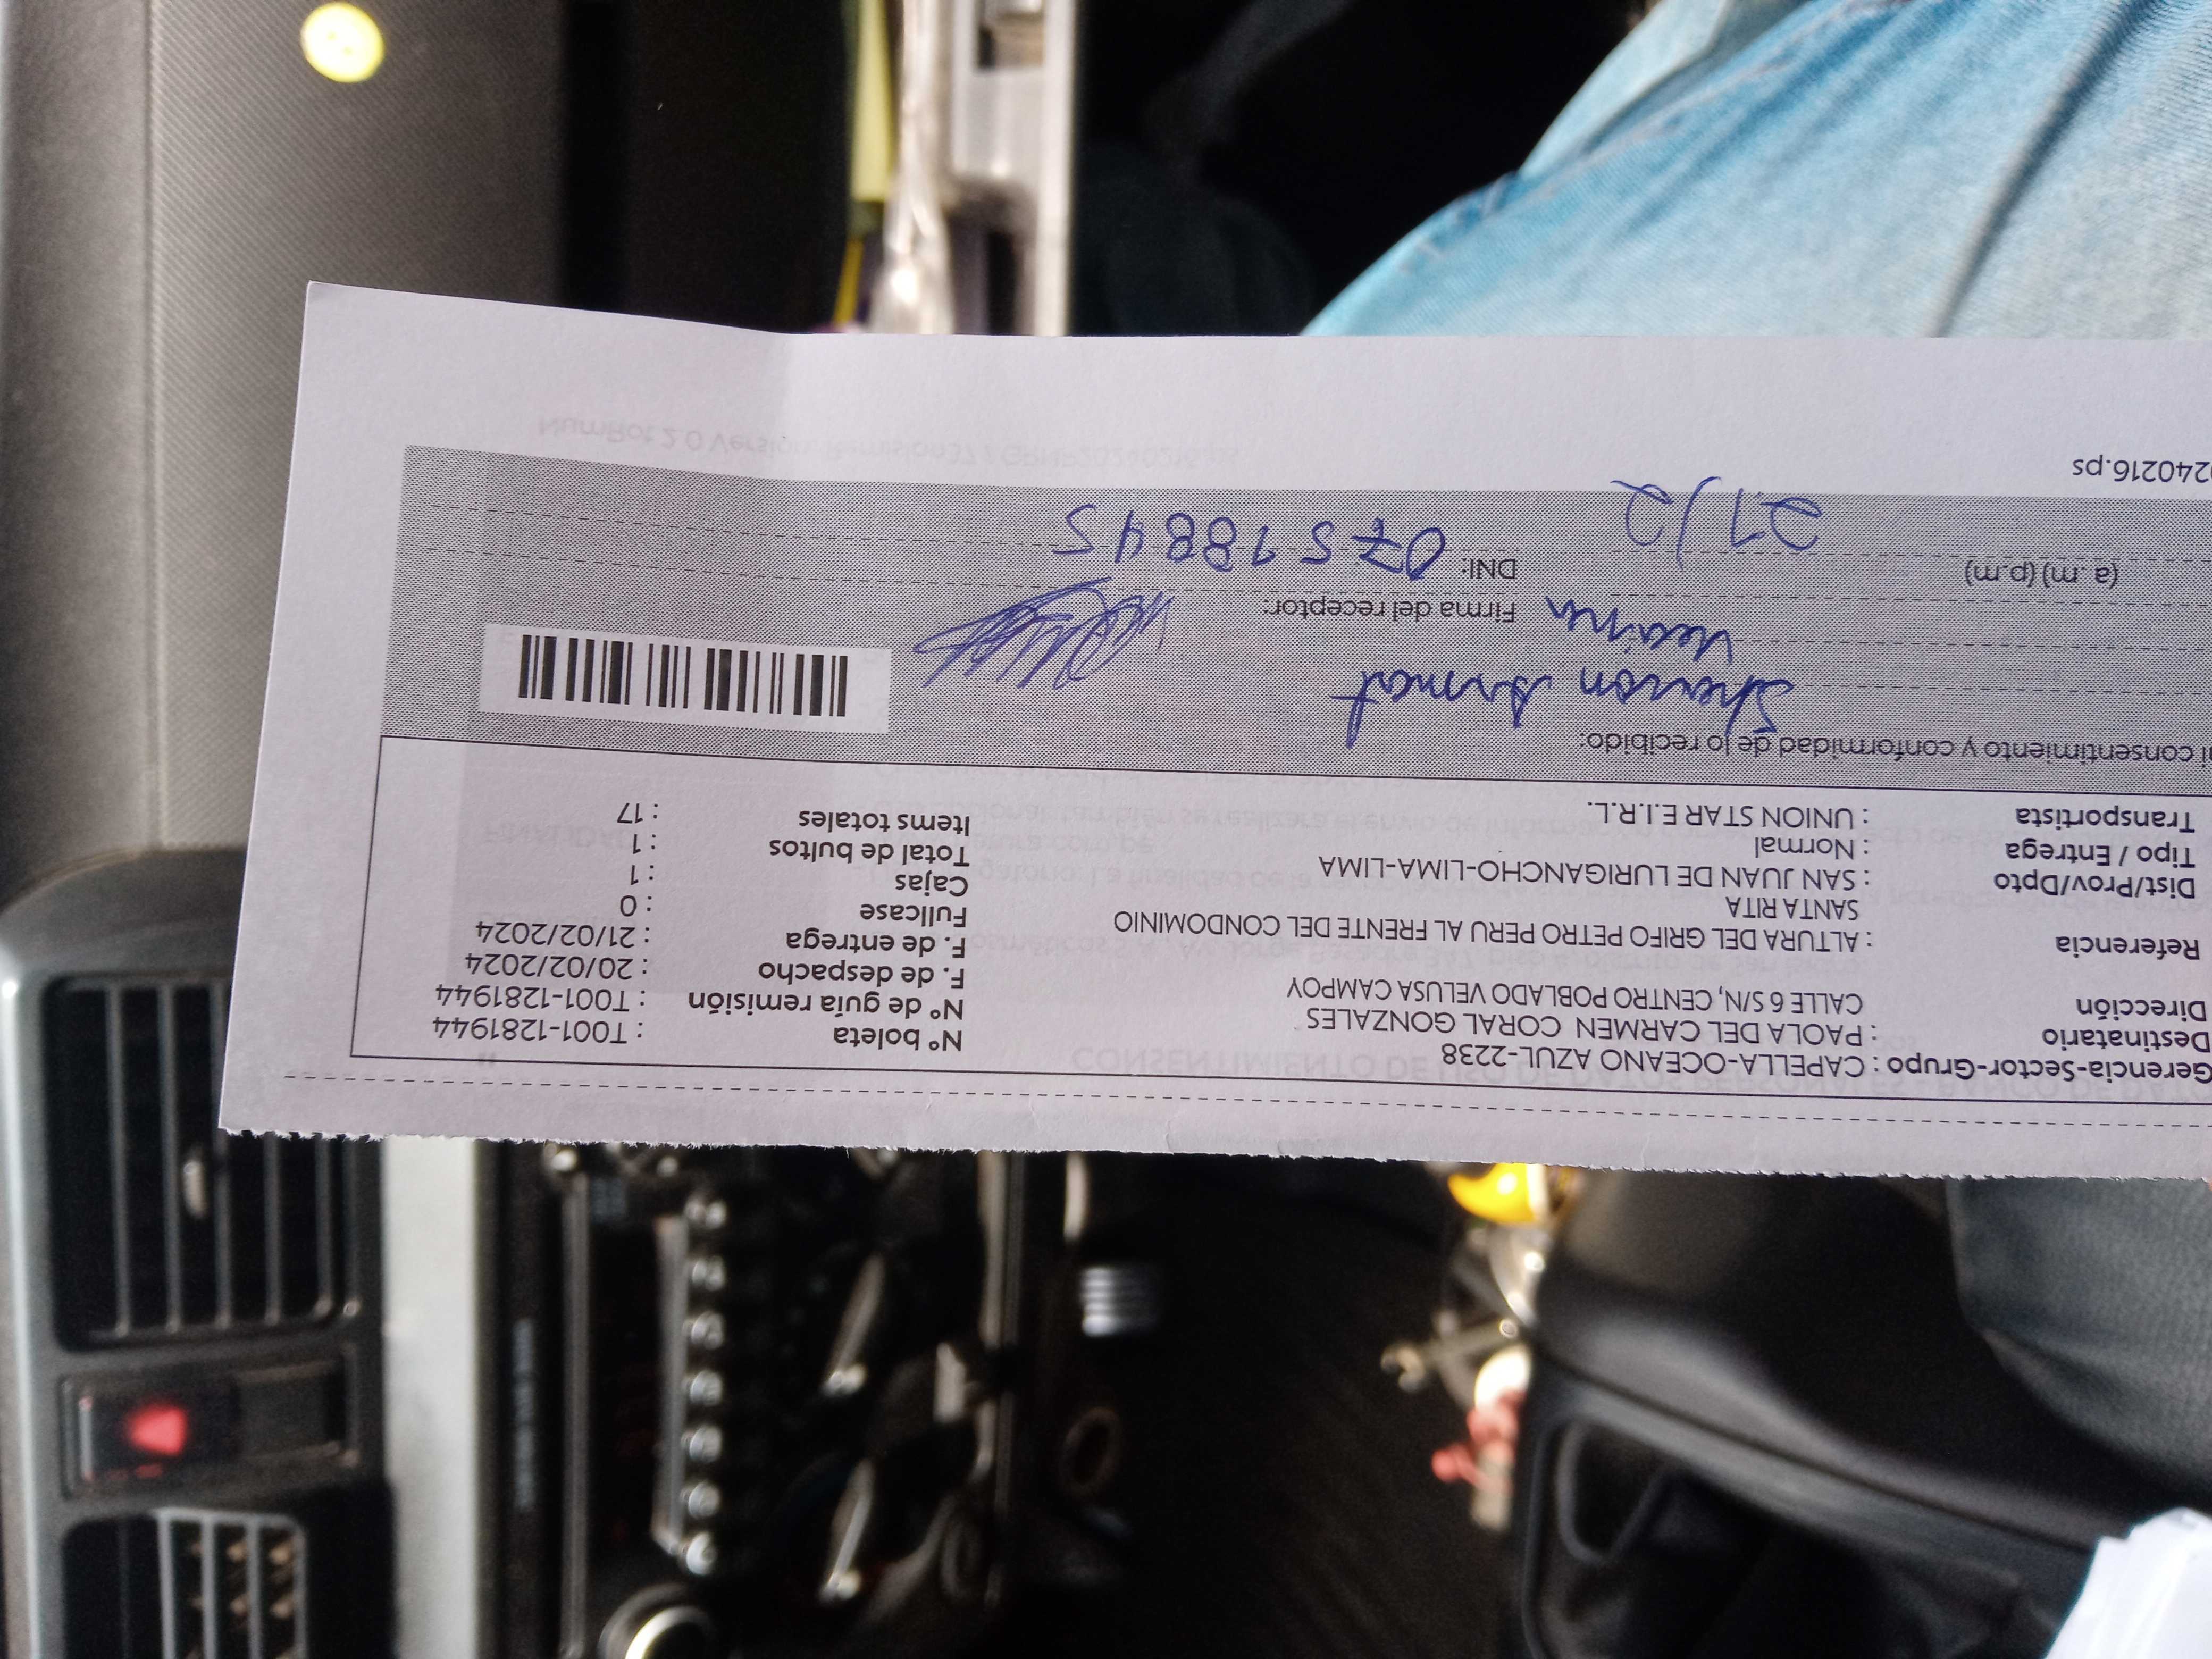 Gerencia-Sector-Grupo : CAPELLA-OCEANO AZUL-2238
Destinatario : PAOLA DEL CARMEN CORAL GONZALES
Dirección CALLE 6 S/N, CENTRO POBLADO VELUSA CAMPOY
Referencia : ALTURA DEL GRIFO PETRO PERU AL FRENTE DEL CONDOMINIO
SANTA RITA
Dist/Prov/Dpto : SAN JUAN DE LURIGANCHO-LIMA-LIMA
Tipo / Entrega : Normal
Transportista : UNION STAR E.I.R.L.
Nº boleta : T001-1281944
Nº de guía remisión : T001-1281944
F. de despacho : 20/02/2024
F. de entrega : 21/02/2024
Fullcase : 0
Cajas : 1
Total de bultos : 1
Items totales : 17
i consentimiento y conformidad de lo recibido:
Sharon
Vecina
Firma del receptor:
(a. m) (p.m)
DNI: 07518845
21/2
240216.ps